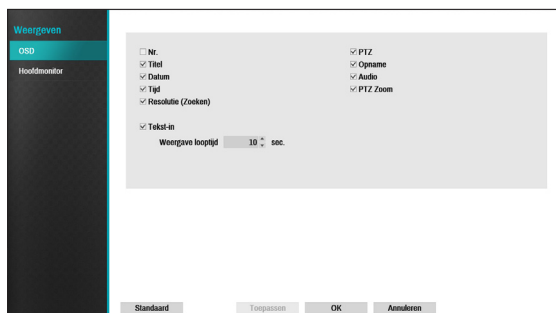 Weergeven
OSD
Hoofdmonitor
Nr.
Titel
Datum
Tijd
Resolutie (Zoeken)
Tekst-in
Weergave looptijd 10 sec.
PTZ
Opname
Audio
PTZ Zoom
Standaard Toepassen OK Annuleren